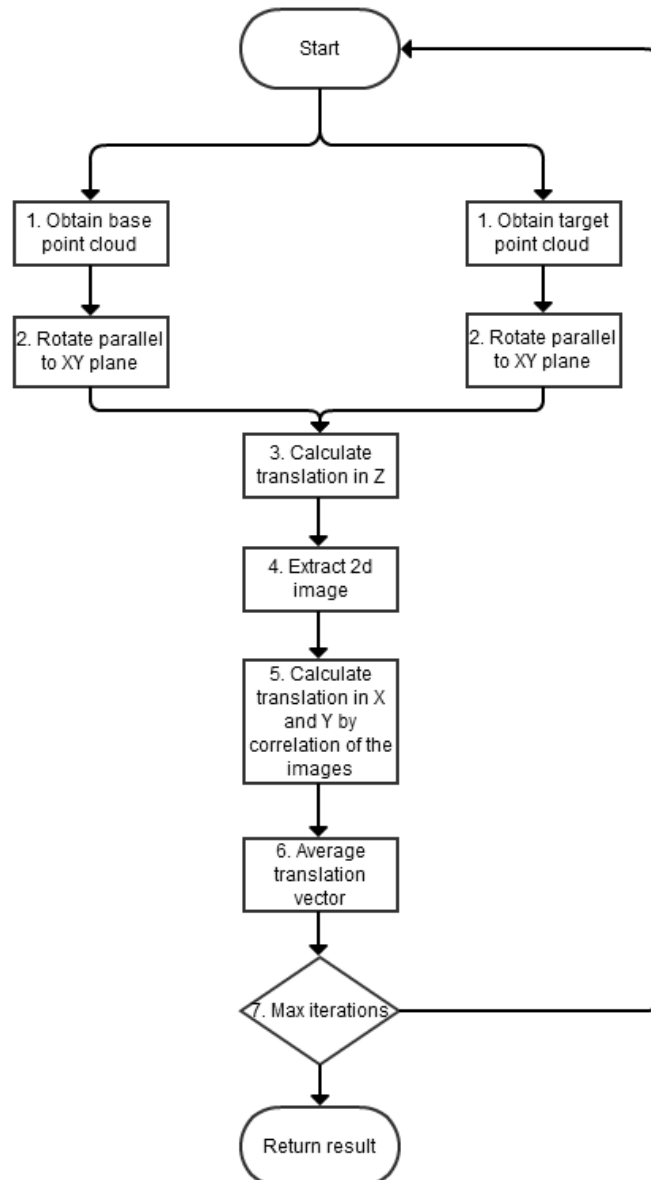 Start
1. Obtain base
point cloud
1. Obtain target
point cloud
2. Rotate parallel
to XY plane
2. Rotate parallel
to XY plane
3. Calculate
translation in Z
4. Extract 2d
image
5. Calculate
translation in X
and Y by
correlation of the
images
6. Average
translation
vector
7. Max iterations
Return result